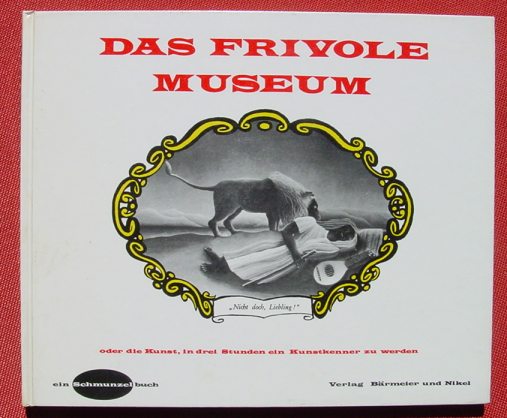 DAS FRIVOLE
MUSEUM
„Nicht doch, Liebling!“
oder die Kunst, in drei Stunden ein Kunstkenner zu werden
ein Schmunzelbuch
Verlag Bärmeier und Nikel